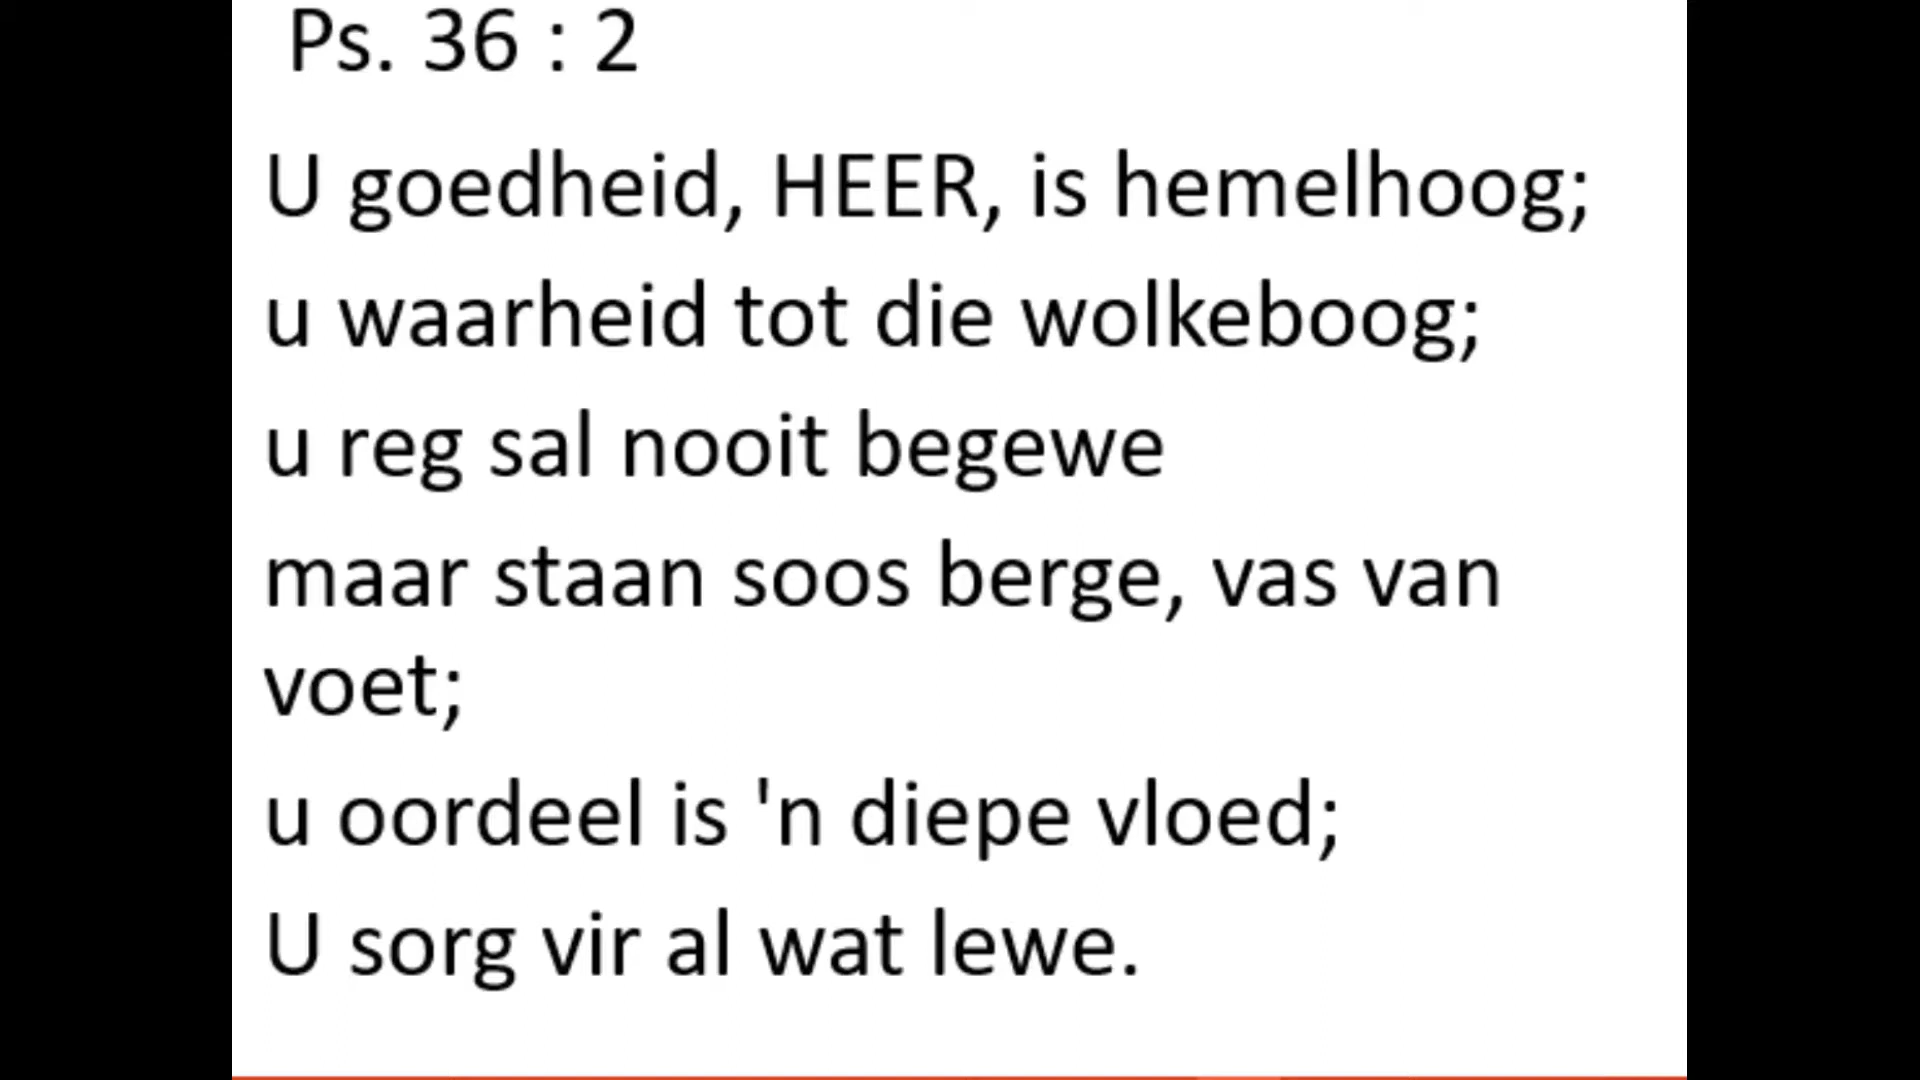 Ps. 36 : 2
U goedheid, HEER, is hemelhoog;
u waarheid tot die wolkeboog;
u reg sal nooit begewe
maar staan soos berge, vas van
voet;
u oordeel is 'n diepe vloed;
U sorg vir al wat lewe.